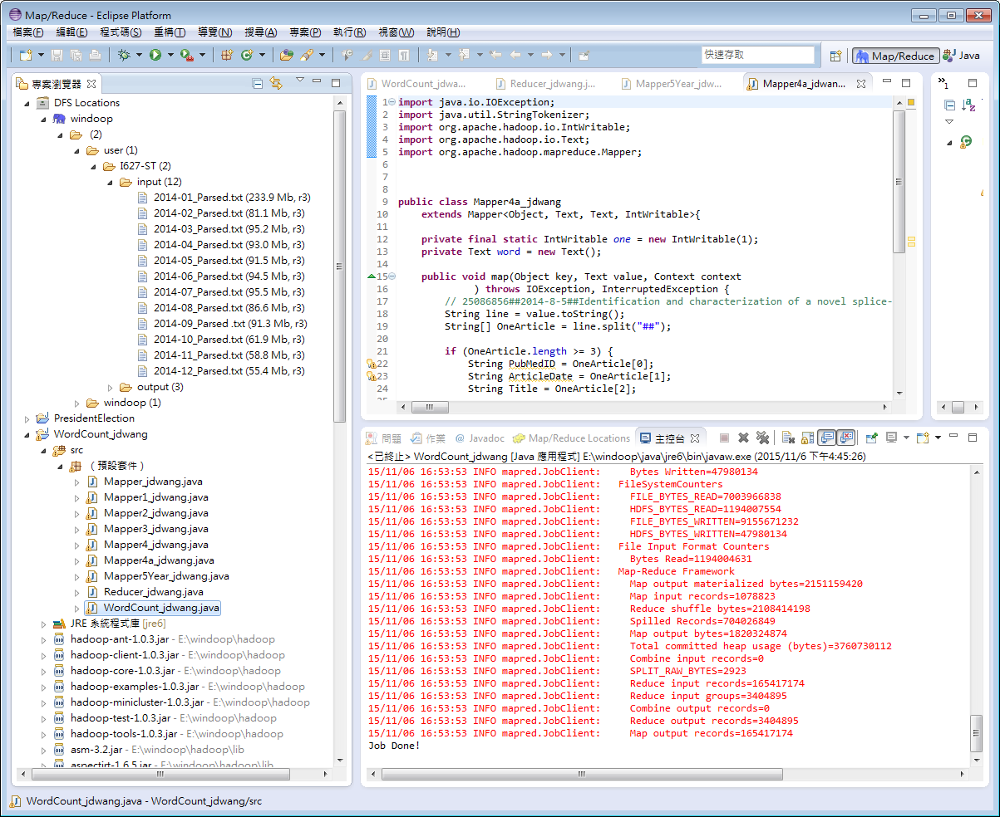 Map/Reduce - Eclipse Platform
檔案(F) 編輯(E) 程式碼(S) 重構(T) 導覽(N) 搜尋(A) 專案(P) 執行(R) 視窗(W) 說明(H)
快速存取
Map/Reduce
Java
專案瀏覽器
DFS Locations
windoop
(2)
user (1)
I627-ST (2)
input (12)
2014-01_Parsed.txt (233.9 Mb, r3)
2014-02_Parsed.txt (81.1 Mb, r3)
2014-03_Parsed.txt (95.2 Mb, r3)
2014-04_Parsed.txt (93.0 Mb, r3)
2014-05_Parsed.txt (91.5 Mb, r3)
2014-06_Parsed.txt (94.5 Mb, r3)
2014-07_Parsed.txt (95.5 Mb, r3)
2014-08_Parsed.txt (86.6 Mb, r3)
2014-09_Parsed .txt (91.3 Mb, r3)
2014-10_Parsed.txt (61.9 Mb, r3)
2014-11_Parsed.txt (58.8 Mb, r3)
2014-12_Parsed.txt (55.4 Mb, r3)
output (3)
windoop (1)
PresidentElection
WordCount_jdwang
src
( 預設套件 )
Mapper_jdwang.java
Mapper1_jdwang.java
Mapper2_jdwang.java
Mapper3_jdwang.java
Mapper4_jdwang.java
Mapper4a_jdwang.java
Mapper5Year_jdwang.java
Reducer_jdwang.java
WordCount_jdwang.java
JRE 系統程式庫 [jre6]
hadoop-ant-1.0.3.jar - E:\windoop\hadoop
hadoop-client-1.0.3.jar - E:\windoop\hadoop
hadoop-core-1.0.3.jar - E:\windoop\hadoop
hadoop-examples-1.0.3.jar - E:\windoop\hadoop
hadoop-minicluster-1.0.3.jar - E:\windoop\hadoop
hadoop-test-1.0.3.jar - E:\windoop\hadoop
hadoop-tools-1.0.3.jar - E:\windoop\hadoop
asm-3.2.jar - E:\windoop\hadoop\lib
aspectjrt-1.6.5.jar - E:\windoop\hadoop\lib
WordCount_jdwa... Reducer_jdwang.j... Mapper5Year_jdw... Mapper4a_jdwan...
1 import java.io.IOException;
2 import java.util.StringTokenizer;
3 import org.apache.hadoop.io.IntWritable;
4 import org.apache.hadoop.io.Text;
5 import org.apache.hadoop.mapreduce.Mapper;
6
7
8
9 public class Mapper4a_jdwang
10 extends Mapper<Object, Text, Text, IntWritable>{
11
12 private final static IntWritable one = new IntWritable(1);
13 private Text word = new Text();
14
15 public void map(Object key, Text value, Context context
16 ) throws IOException, InterruptedException {
17 // 25086856##2014-8-5##Identification and characterization of a novel splice-
18 String line = value.toString();
19 String[] OneArticle = line.split("##");
20
21 if (OneArticle.length >= 3) {
22 String PubMedID = OneArticle[0];
23 String ArticleDate = OneArticle[1];
24 String Title = OneArticle[2];
»1
問題 作業 @ Javadoc Map/Reduce Locations 主控台
<已終止> WordCount_jdwang [Java 應用程式] E:\windoop\java\jre6\bin\javaw.exe (2015/11/6 下午4:45:26)
15/11/06 16:53:53 INFO mapred.JobClient: Bytes Written=47980134
15/11/06 16:53:53 INFO mapred.JobClient: FileSystemCounters
15/11/06 16:53:53 INFO mapred.JobClient: FILE_BYTES_READ=7003966838
15/11/06 16:53:53 INFO mapred.JobClient: HDFS_BYTES_READ=1194007554
15/11/06 16:53:53 INFO mapred.JobClient: FILE_BYTES_WRITTEN=9155671232
15/11/06 16:53:53 INFO mapred.JobClient: HDFS_BYTES_WRITTEN=47980134
15/11/06 16:53:53 INFO mapred.JobClient: File Input Format Counters
15/11/06 16:53:53 INFO mapred.JobClient: Bytes Read=1194004631
15/11/06 16:53:53 INFO mapred.JobClient: Map-Reduce Framework
15/11/06 16:53:53 INFO mapred.JobClient: Map output materialized bytes=2151159420
15/11/06 16:53:53 INFO mapred.JobClient: Map input records=1078823
15/11/06 16:53:53 INFO mapred.JobClient: Reduce shuffle bytes=2108414198
15/11/06 16:53:53 INFO mapred.JobClient: Spilled Records=704026849
15/11/06 16:53:53 INFO mapred.JobClient: Map output bytes=1820324874
15/11/06 16:53:53 INFO mapred.JobClient: Total committed heap usage (bytes)=3760730112
15/11/06 16:53:53 INFO mapred.JobClient: Combine input records=0
15/11/06 16:53:53 INFO mapred.JobClient: SPLIT_RAW_BYTES=2923
15/11/06 16:53:53 INFO mapred.JobClient: Reduce input records=165417174
15/11/06 16:53:53 INFO mapred.JobClient: Reduce input groups=3404895
15/11/06 16:53:53 INFO mapred.JobClient: Combine output records=0
15/11/06 16:53:53 INFO mapred.JobClient: Reduce output records=3404895
15/11/06 16:53:53 INFO mapred.JobClient: Map output records=165417174
Job Done!
WordCount_jdwang.java - WordCount_jdwang/src